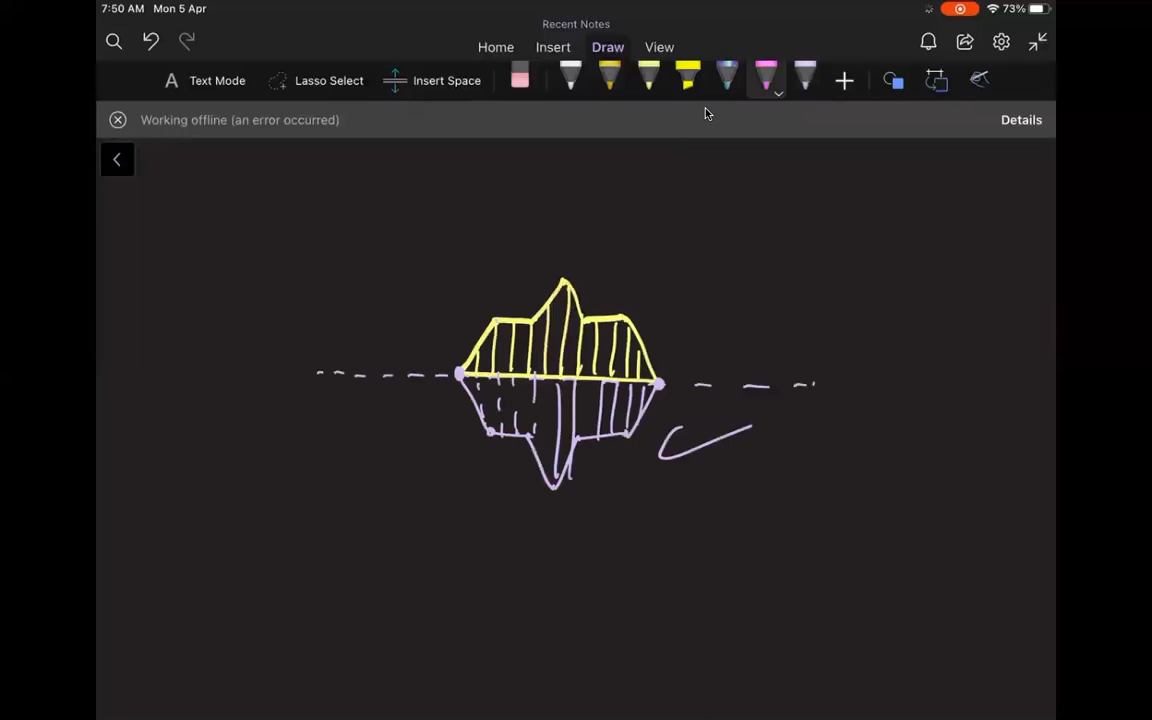 7:50 AM Mon 5 Apr
73%
Recent Notes
Home Insert Draw View
A Text Mode Lasso Select Insert Space
Working offline (an error occurred) Details